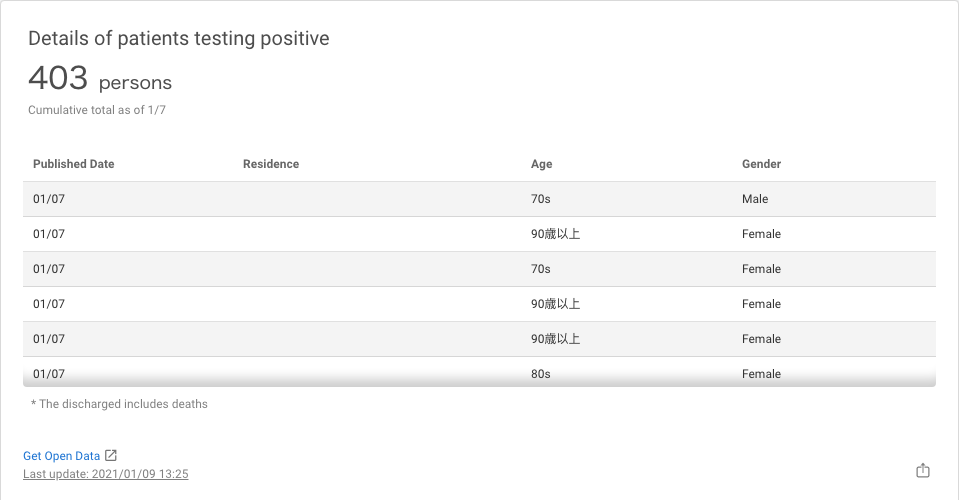 Details of patients testing positive
403 persons
Cumulative total as of 1/7
Published Date Residence Age Gender
01/07 70s Male
01/07 90歳以上 Female
01/07 70s Female
01/07 90歳以上 Female
01/07 90歳以上 Female
01/07 80s Female
* The discharged includes deaths
Get Open Data
Last update: 2021/01/09 13:25